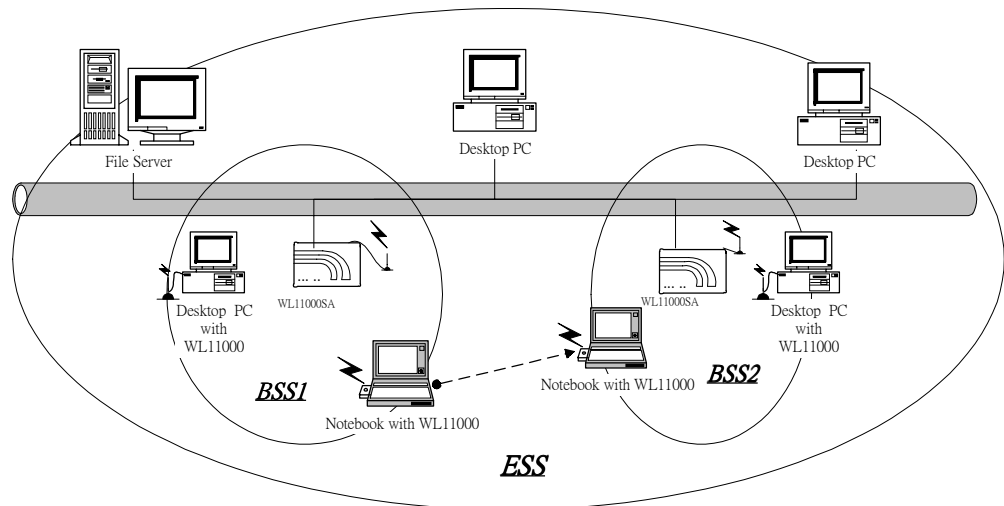 File Server
Desktop PC
Desktop PC
WL11000SA
WL11000SA
Desktop PC
with
WL11000
Desktop PC
with
WL11000
BSS1
BSS2
Notebook with WL11000
Notebook with WL11000
ESS